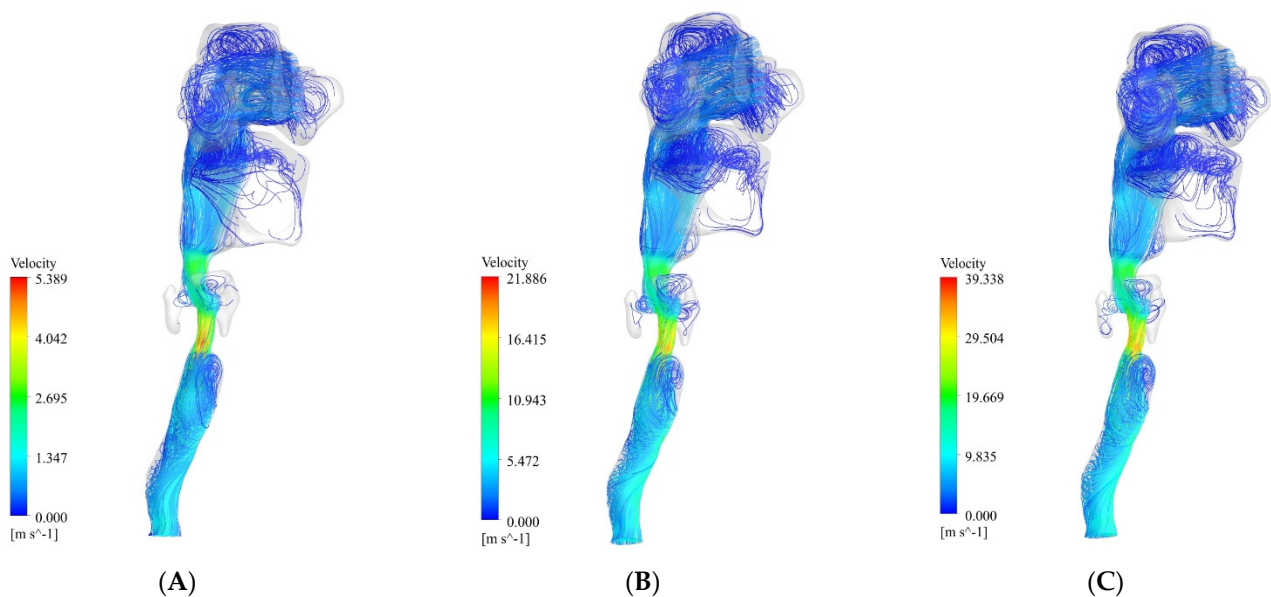 Velocity
5.389
4.042
2.695
1.347
0.000
[m s^-1]
(A)
Velocity
21.886
16.415
10.943
5.472
0.000
[m s^-1]
(B)
Velocity
39.338
29.504
19.669
9.835
0.000
[m s^-1]
(C)